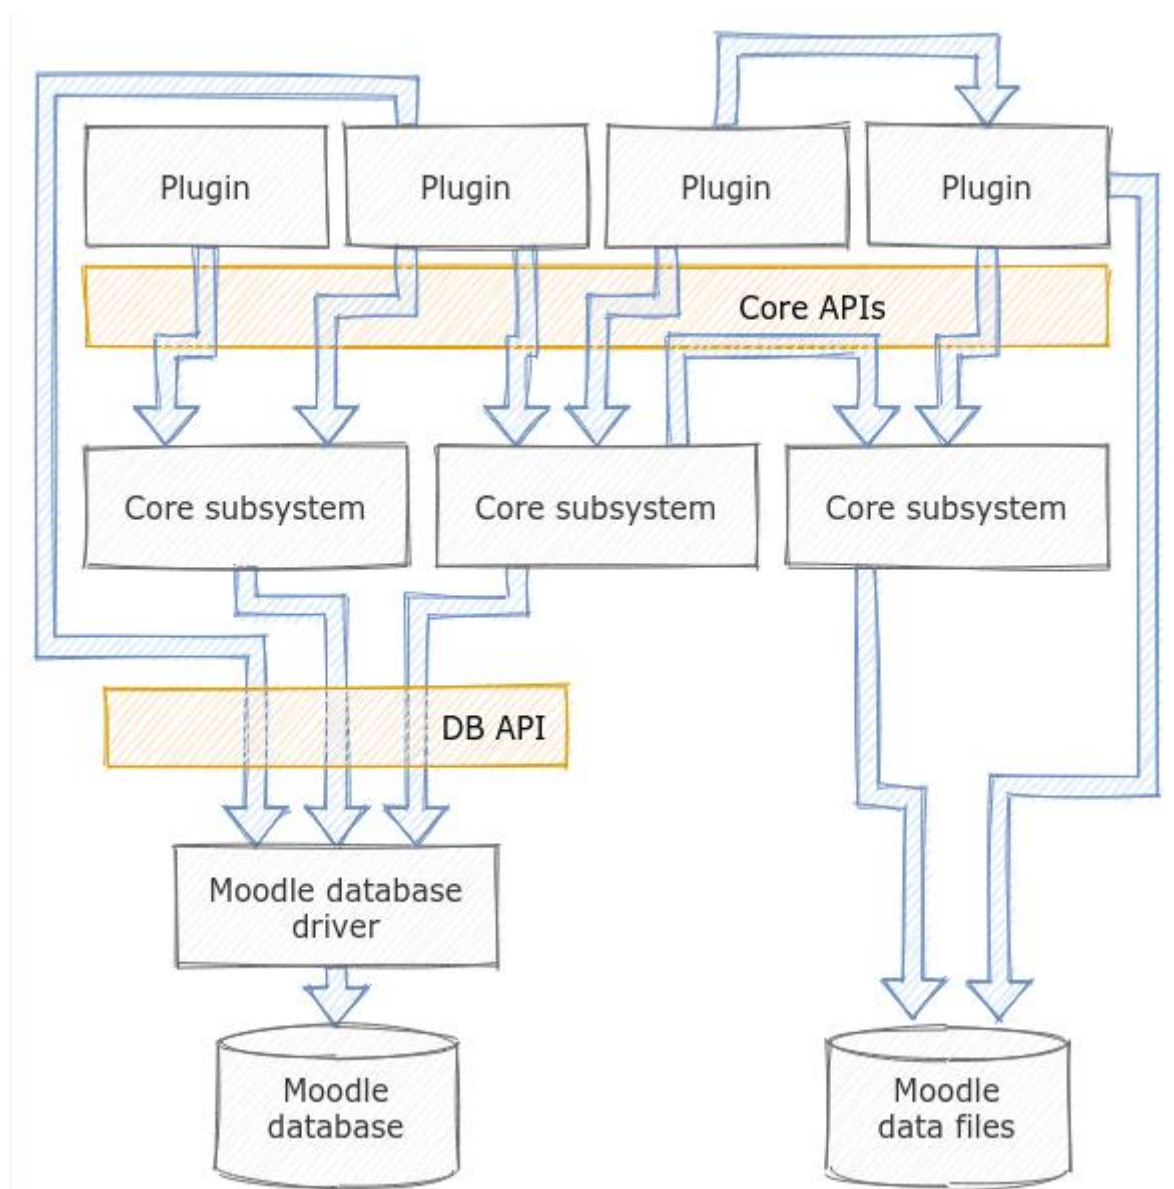 Plugin
Plugin
Plugin
Plugin
Core APIs
Core subsystem
Core subsystem
Core subsystem
DB API
Moodle database
driver
Moodle
database
Moodle
data files